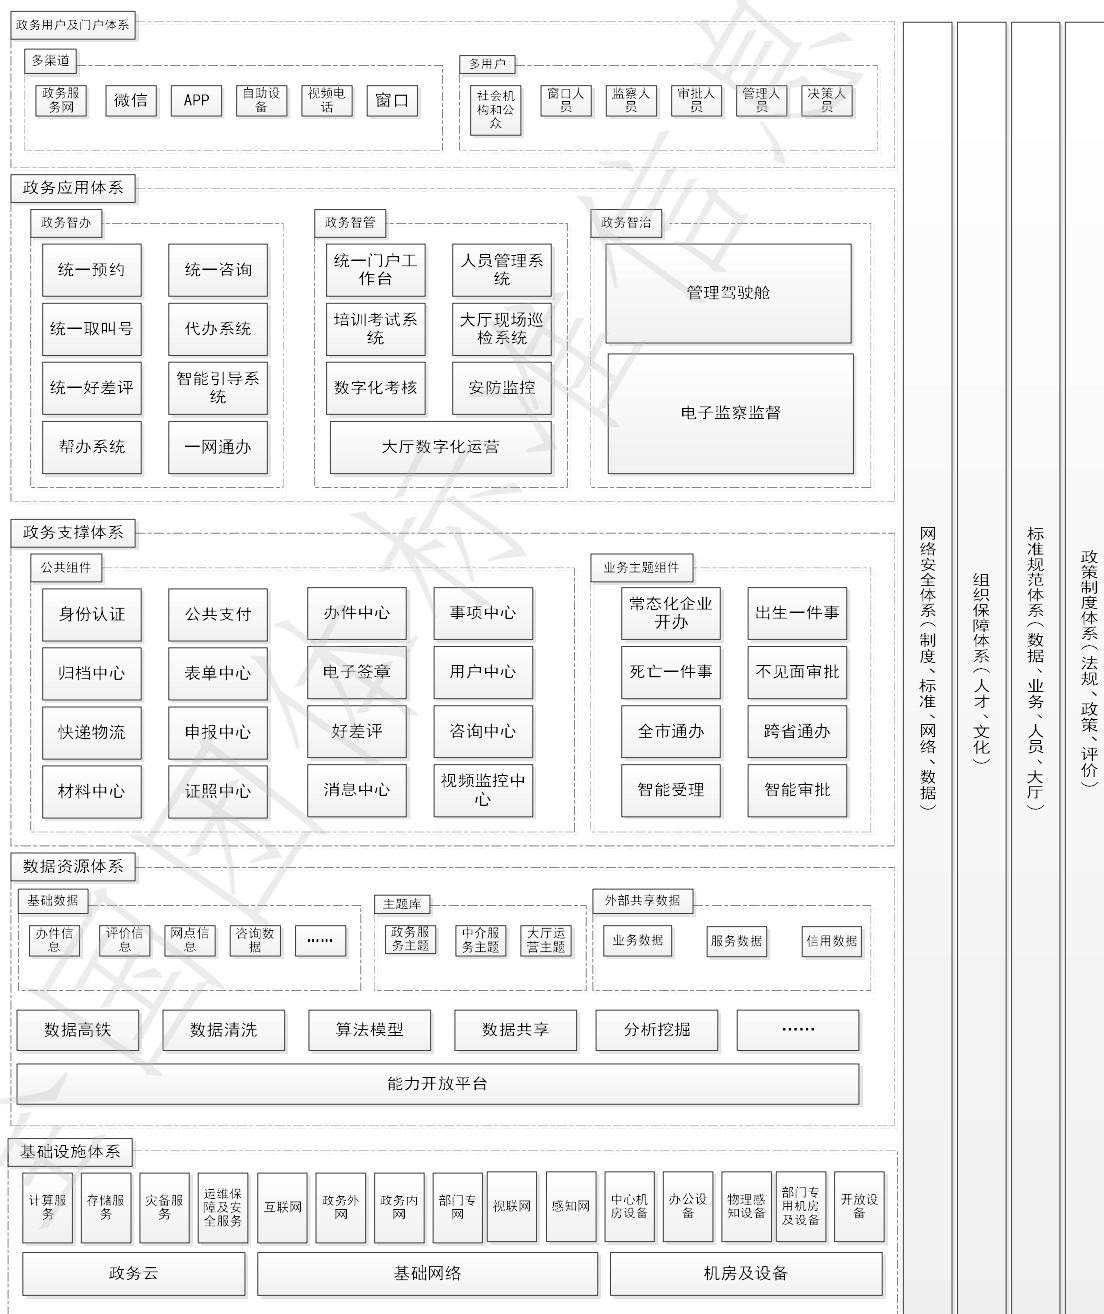 政务用户及门户体系
多渠道
政务服
务网
微信
APP
自助设
备
视频电
话
窗口
多用户
社会机
构和公
众
窗口人
员
监察人
员
审批人
员
管理人
员
决策人
员
政务应用体系
政务智办
统一预约
统一咨询
统一取叫号
代办系统
统一好差评
智能引导系
统
帮办系统
一网通办
政务智管
统一门户工
作台
人员管理系
统
培训考试系
统
大厅现场巡
检系统
数字化考核
安防监控
大厅数字化运营
政务智治
管理驾驶舱
电子监察监督
政务支撑体系
公共组件
身份认证
公共支付
办件中心
事项中心
归档中心
表单中心
电子签章
用户中心
快递物流
申报中心
好差评
咨询中心
材料中心
证照中心
消息中心
视频监控中
心
业务主题组件
常态化企业
开办
出生一件事
死亡一件事
不见面审批
全市通办
跨省通办
智能受理
智能审批
数据资源体系
基础数据
办件信
息
评价信
息
网点信
息
咨询数
据
……
主题库
政务服
务主题
中介服
务主题
大厅运
营主题
外部共享数据
业务数据
服务数据
信用数据
数据高铁
数据清洗
算法模型
数据共享
分析挖掘
……
能力开放平台
基础设施体系
计算服
务
存储服
务
灾备服
务
运维保
障及安
全服务
互联网
政务外
网
政务内
网
部门专
网
视联网
感知网
中心机
房设备
办公设
备
物理感
知设备
部门专
用机房
及设备
开放设
备
政务云
基础网络
机房及设备
网络安全体系（制度、标准、网络、数据）
组织保障体系（人才、文化）
标准规范体系（数据、业务、人员、大厅）
政策制度体系（法规、政策、评价）
国团体标准信息